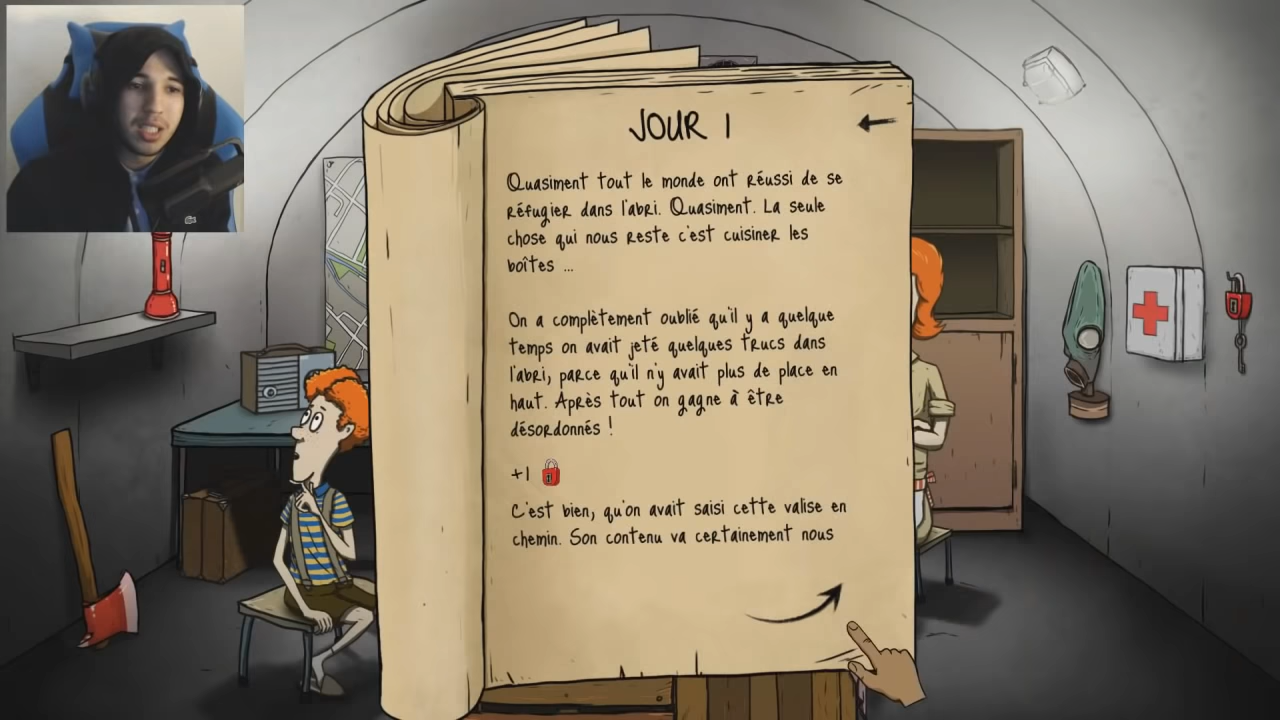 JOUR 1
Quasiment tout le monde ont réussi de se
réfugier dans l'abri. Quasiment. La seule
chose qui nous reste c'est cuisiner les
boîtes ...
On a complètement oublié qu'il y a quelque
temps on avait jeté quelques trucs dans
l'abri, parce qu'il n'y avait plus de place en
haut. Après tout on gagne à être
désordonnés !
+1
C'est bien, qu'on avait saisi cette valise en
chemin. Son contenu va certainement nous